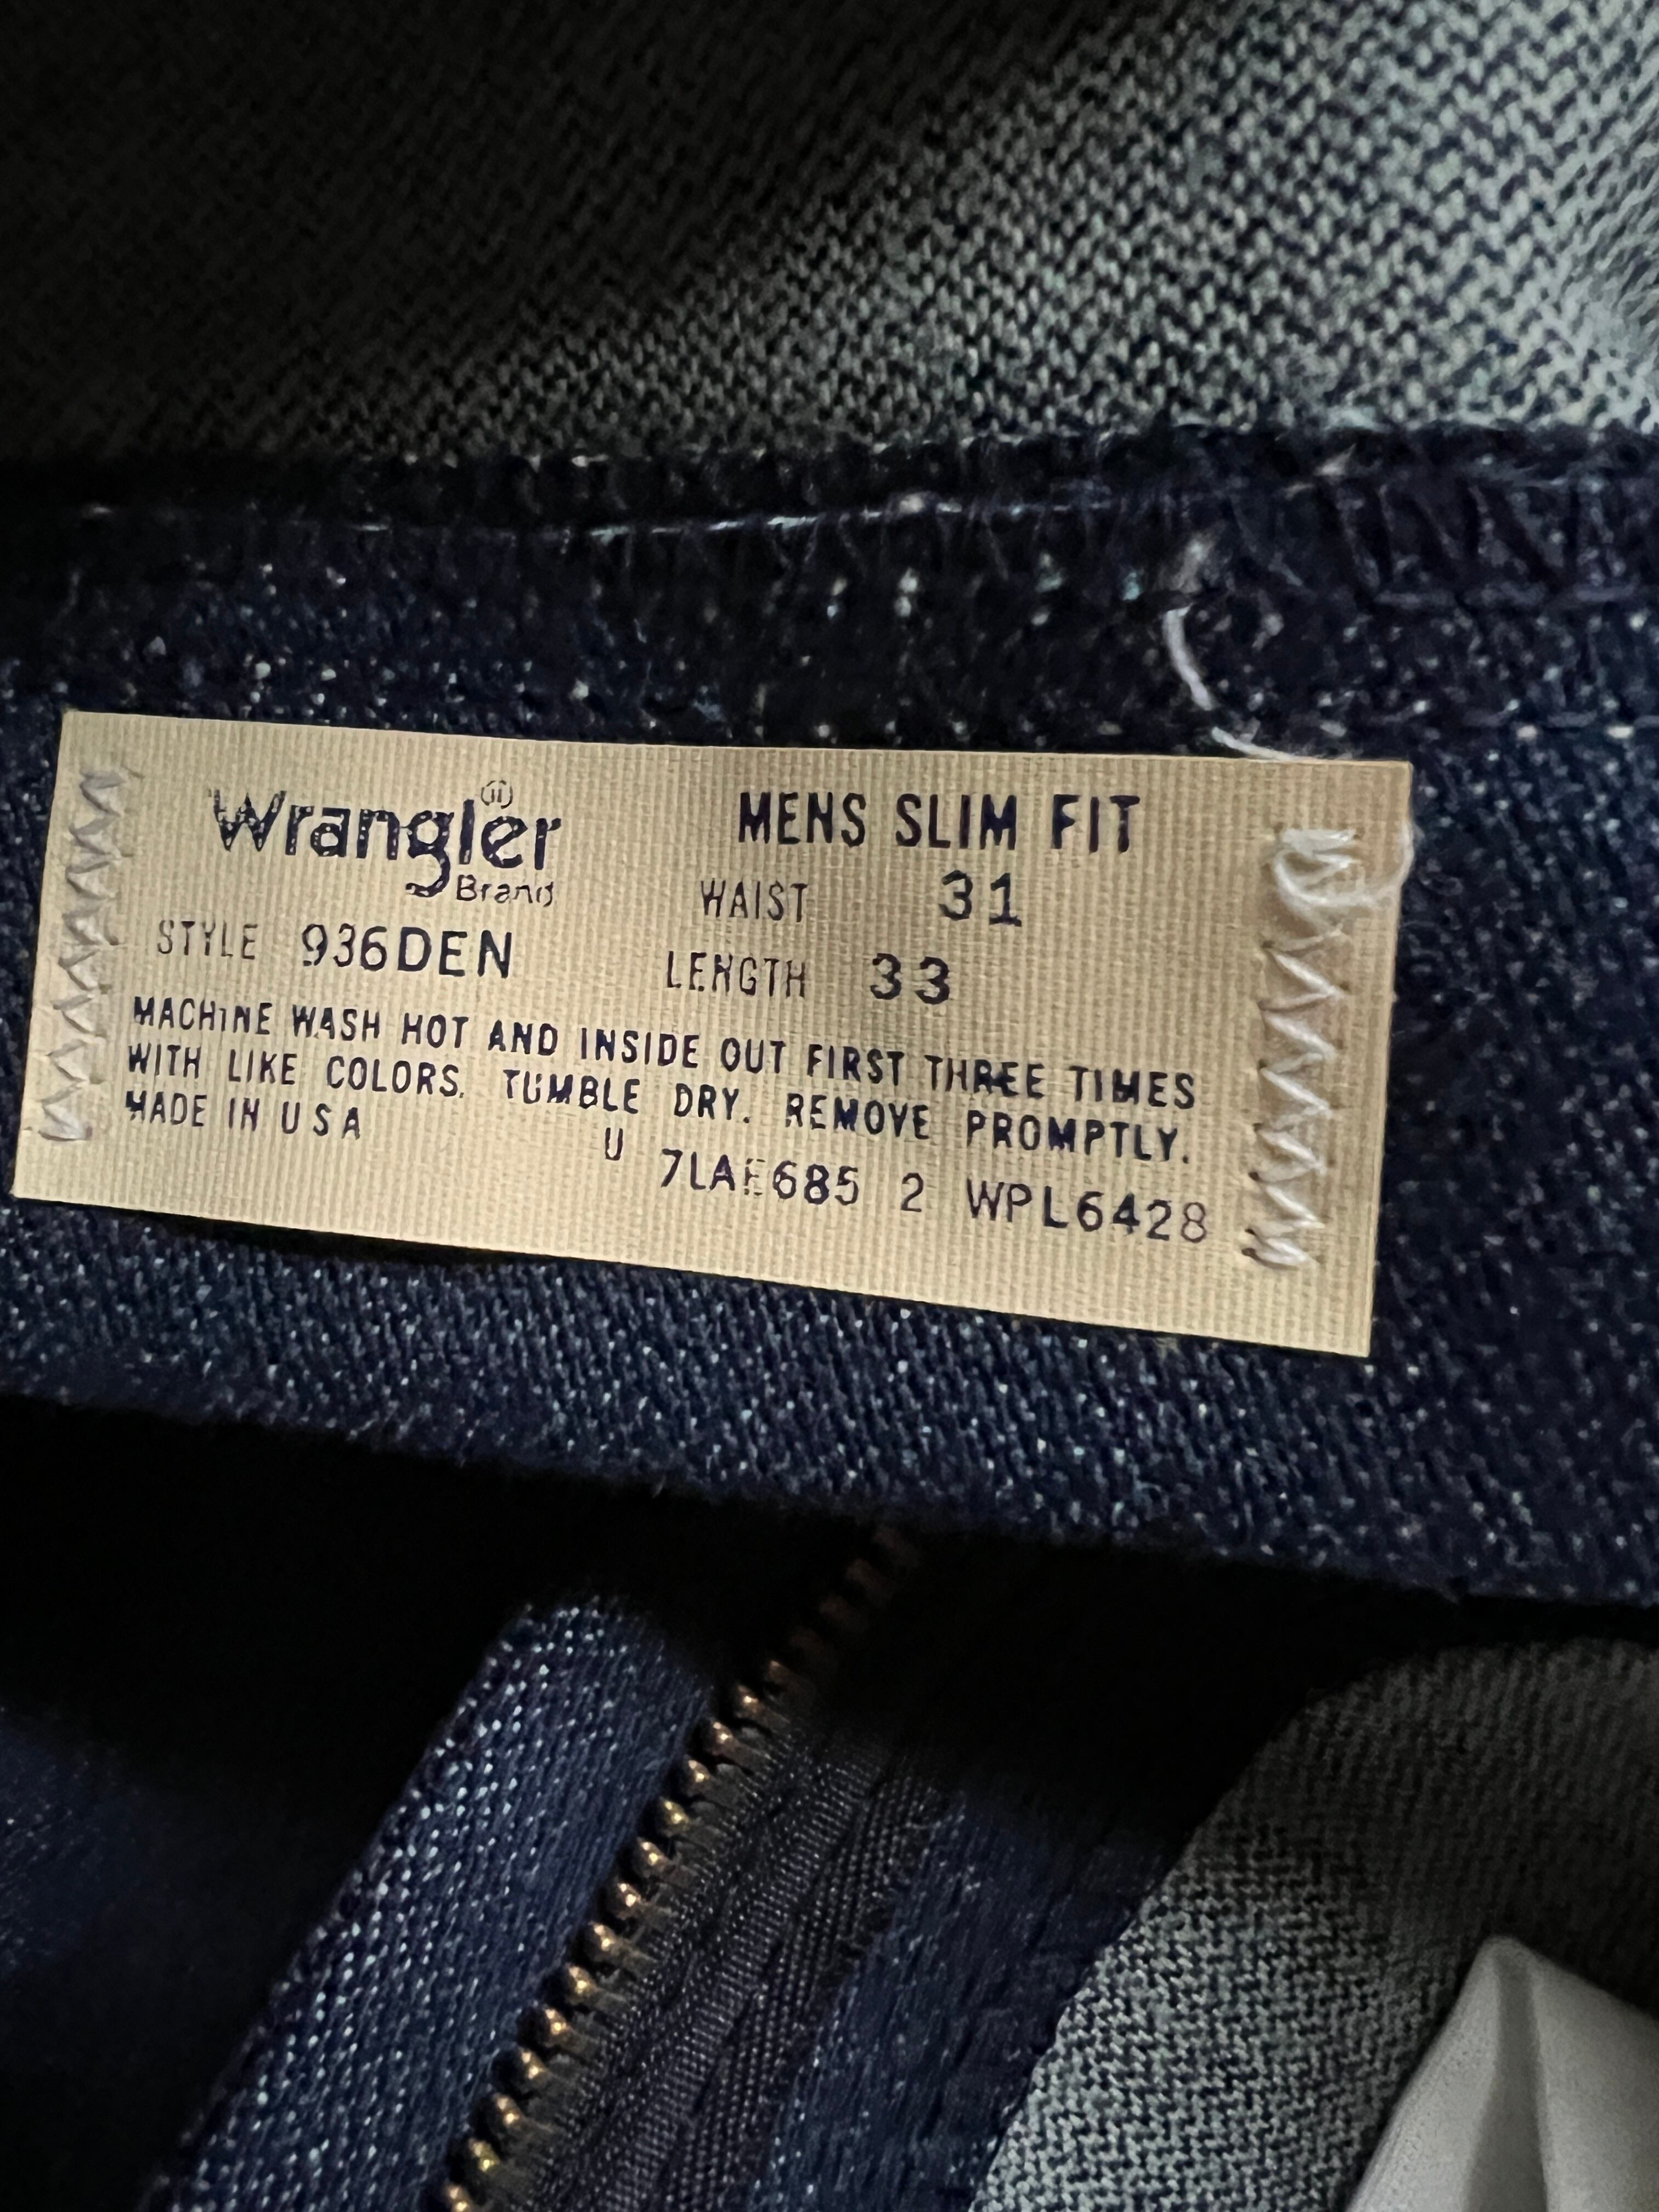 Wrangler® MENS SLIM FIT
Brand WAIST 31
STYLE 936DEN LENGTH 33
MACHINE WASH HOT AND INSIDE OUT FIRST THREE TIMES
WITH LIKE COLORS. TUMBLE DRY. REMOVE PROMPTLY.
MADE IN USA U 7LAE685 2 WPL6428